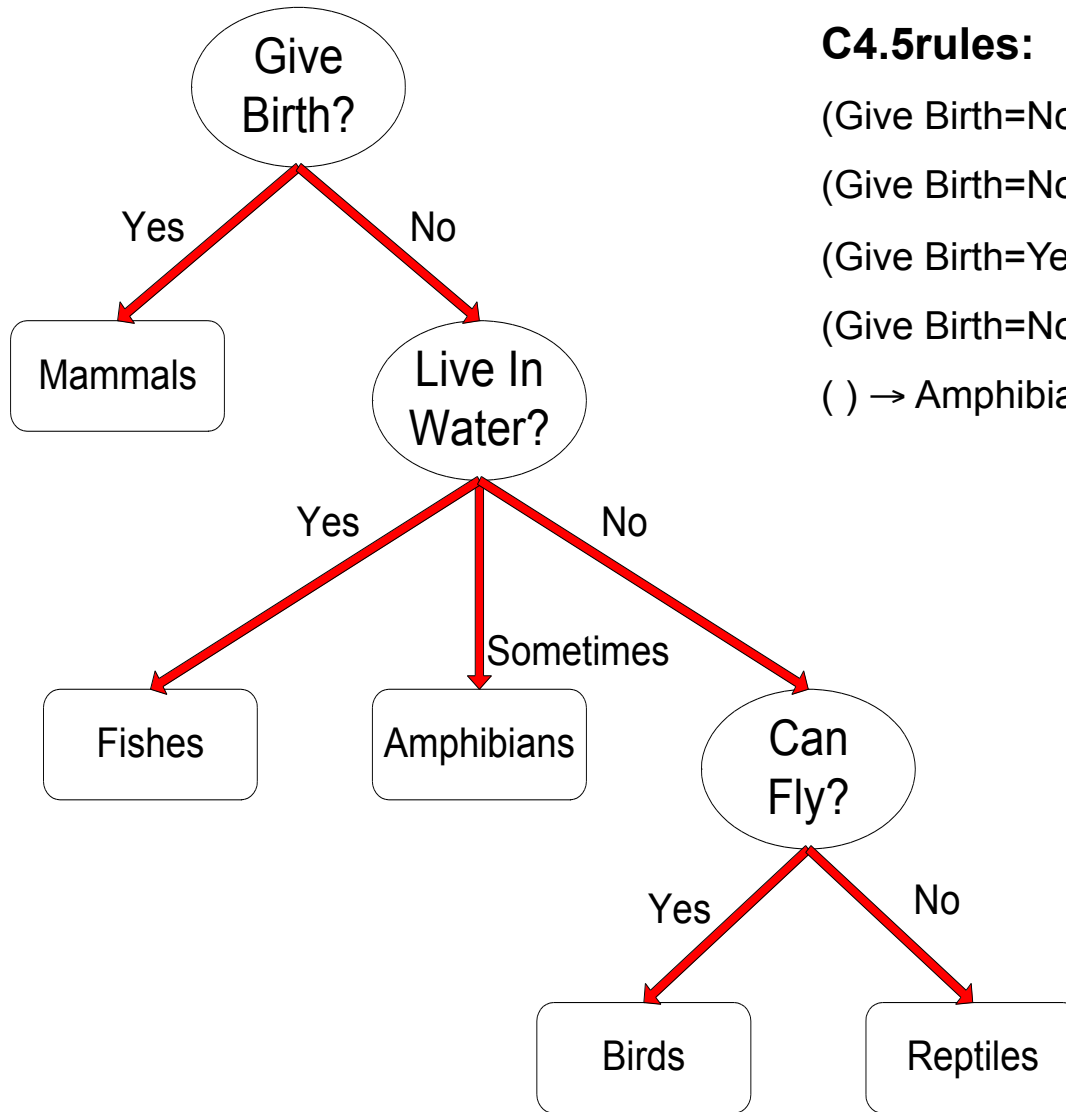 Give
Birth?
Yes
No
Mammals
Live In
Water?
Yes
No
Sometimes
Fishes
Amphibians
Can
Fly?
Yes
No
Birds
Reptiles
C4.5rules:
(Give Birth=No
(Give Birth=No
(Give Birth=Ye
(Give Birth=No
( ) → Amphibia